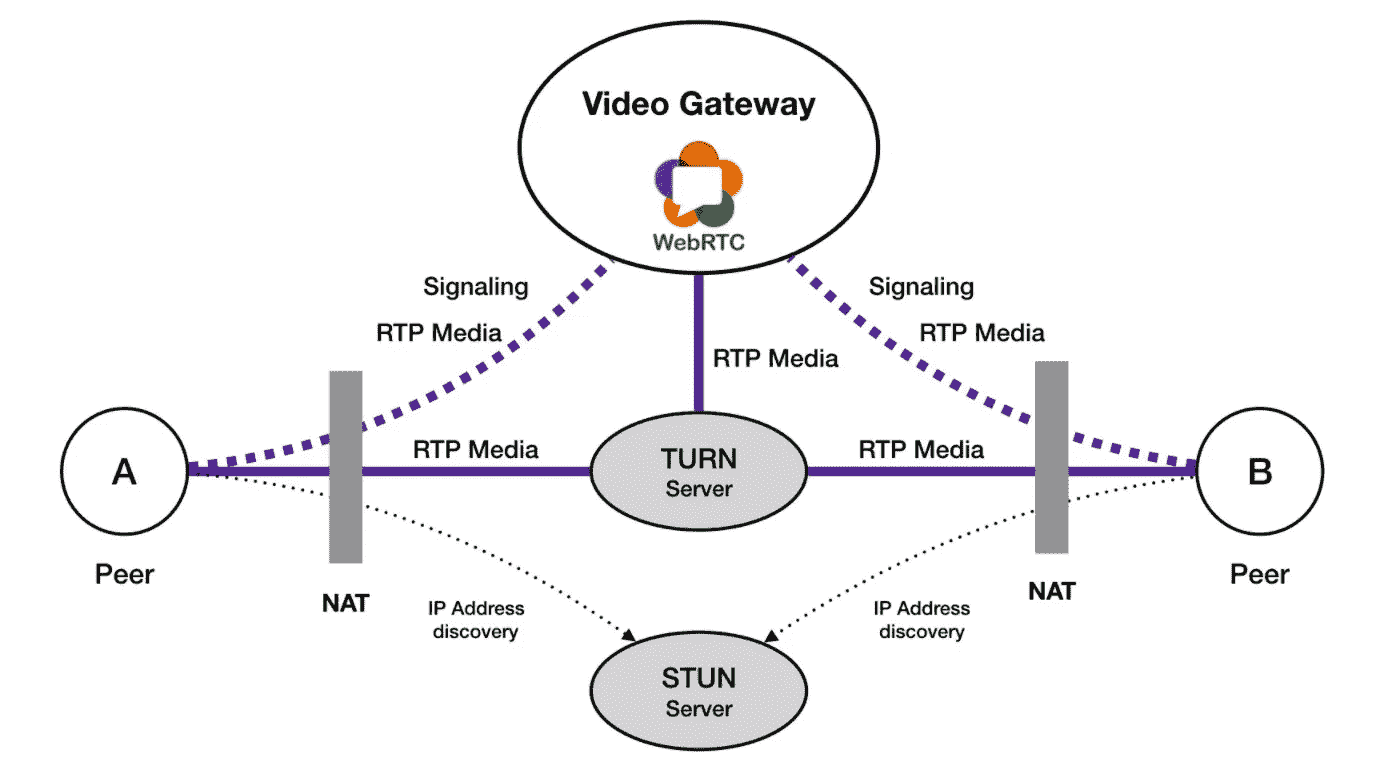 Video Gateway
WebRTC
Signaling
Signaling
RTP Media
RTP Media
RTP Media
RTP Media
RTP Media
A
TURN
Server
B
Peer
Peer
NAT
NAT
IP Address
discovery
IP Address
discovery
STUN
Server